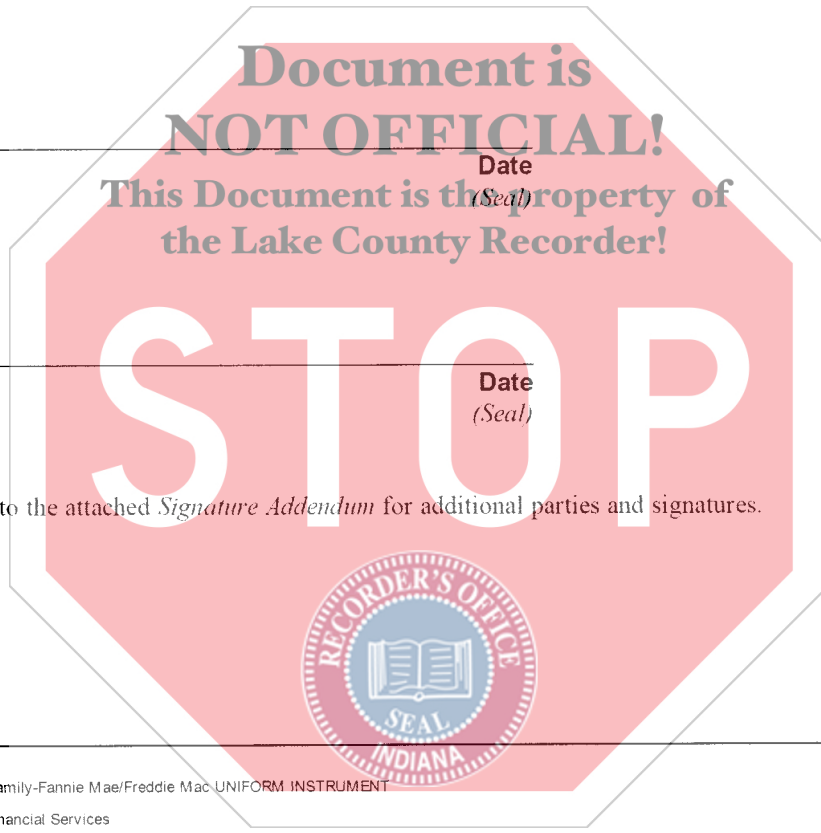 Document is
NOT OFFICIAL!
Date
This Document is the property of
(Seal)
the Lake County Recorder!
STOP
Date
(Seal)
to the attached Signature Addendum for additional parties and signatures.
RECORDER'S OFFICE
SEAL
INDIANA
amily-Fannie Mae/Freddie Mac UNIFORM INSTRUMENT
nancial Services